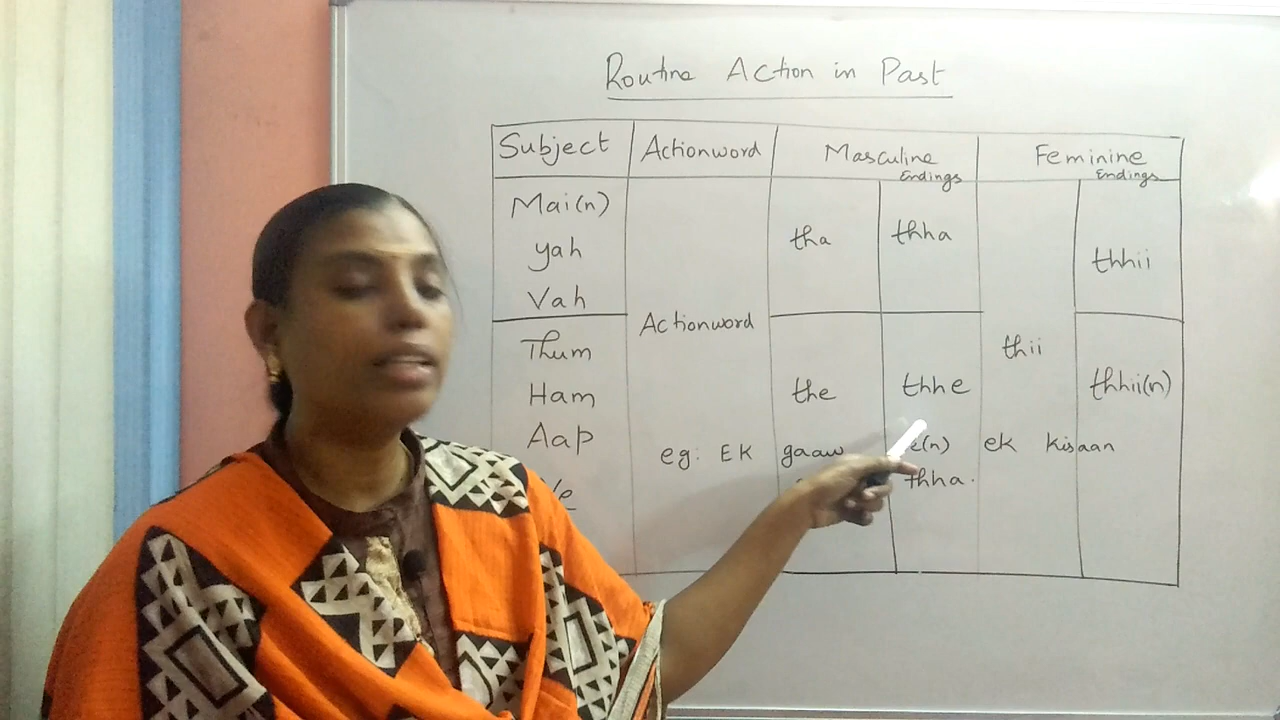 Routine Action in Past
Subject Actionword Masculine Endings Feminine Endings
Mai(n)
yah
Vah
tha thha
thhii
Actionword
Thum
Ham
Aap
the thhe
thii
thhii(n)
eg: EK gaaw ek kisaan
thha.